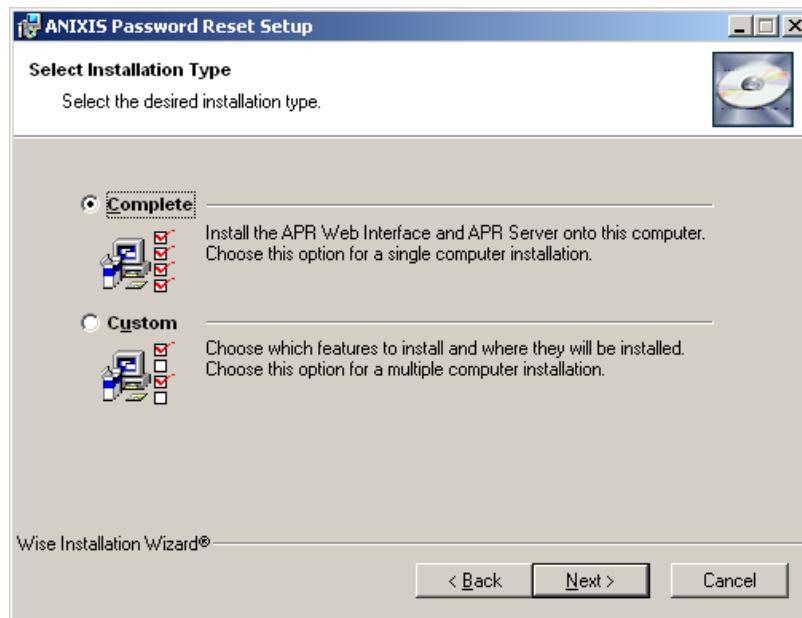 ANIXIS Password Reset Setup
Select Installation Type
Select the desired installation type.
Complete
Install the APR Web Interface and APR Server onto this computer.
Choose this option for a single computer installation.
Custom
Choose which features to install and where they will be installed.
Choose this option for a multiple computer installation.
Wise Installation Wizard®
< Back Next > Cancel